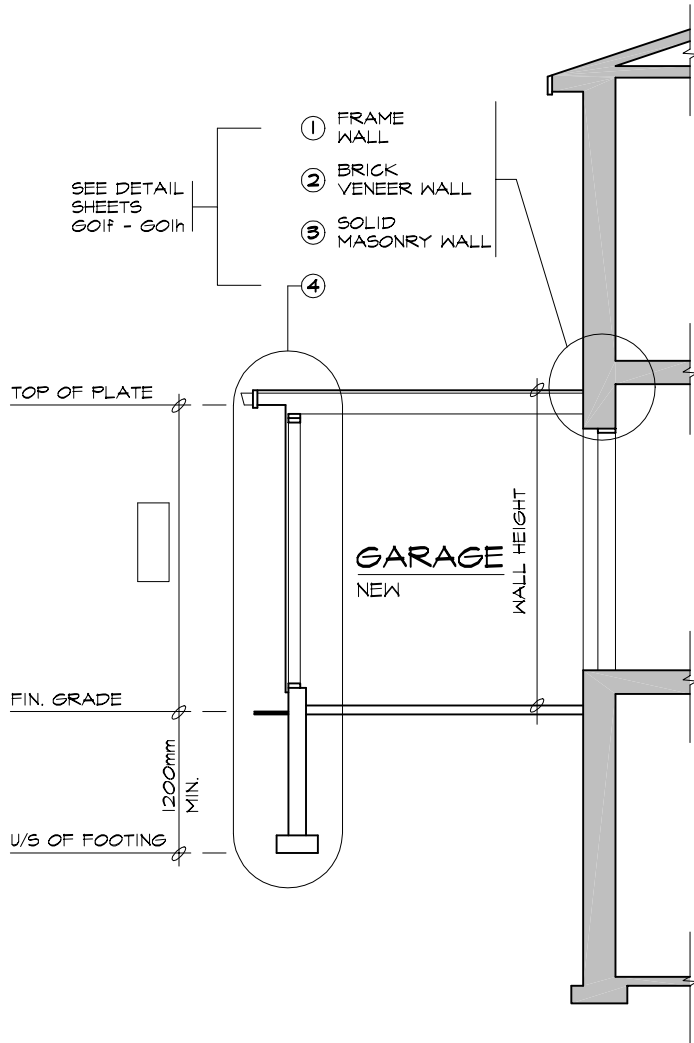 1 FRAME
WALL
2 BRICK
VENEER WALL
3 SOLID
MASONRY WALL
4
SEE DETAIL
SHEETS
G01f - G01h
TOP OF PLATE
GARAGE
NEW
WALL HEIGHT
FIN. GRADE
1200mm
MIN.
U/S OF FOOTING